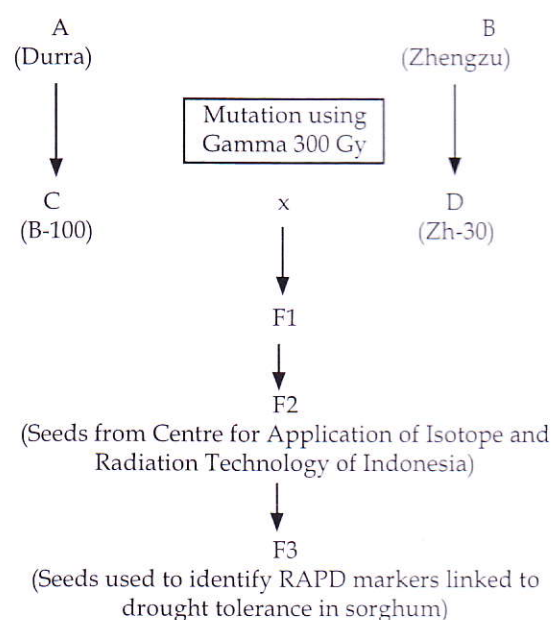 A B
(Durra) (Zhengzu)
Mutation using
Gamma 300 Gy
C x D
(B-100) (Zh-30)
F1
F2
(Seeds from Centre for Application of Isotope and
Radiation Technology of Indonesia)
F3
(Seeds used to identify RAPD markers linked to
drought tolerance in sorghum)